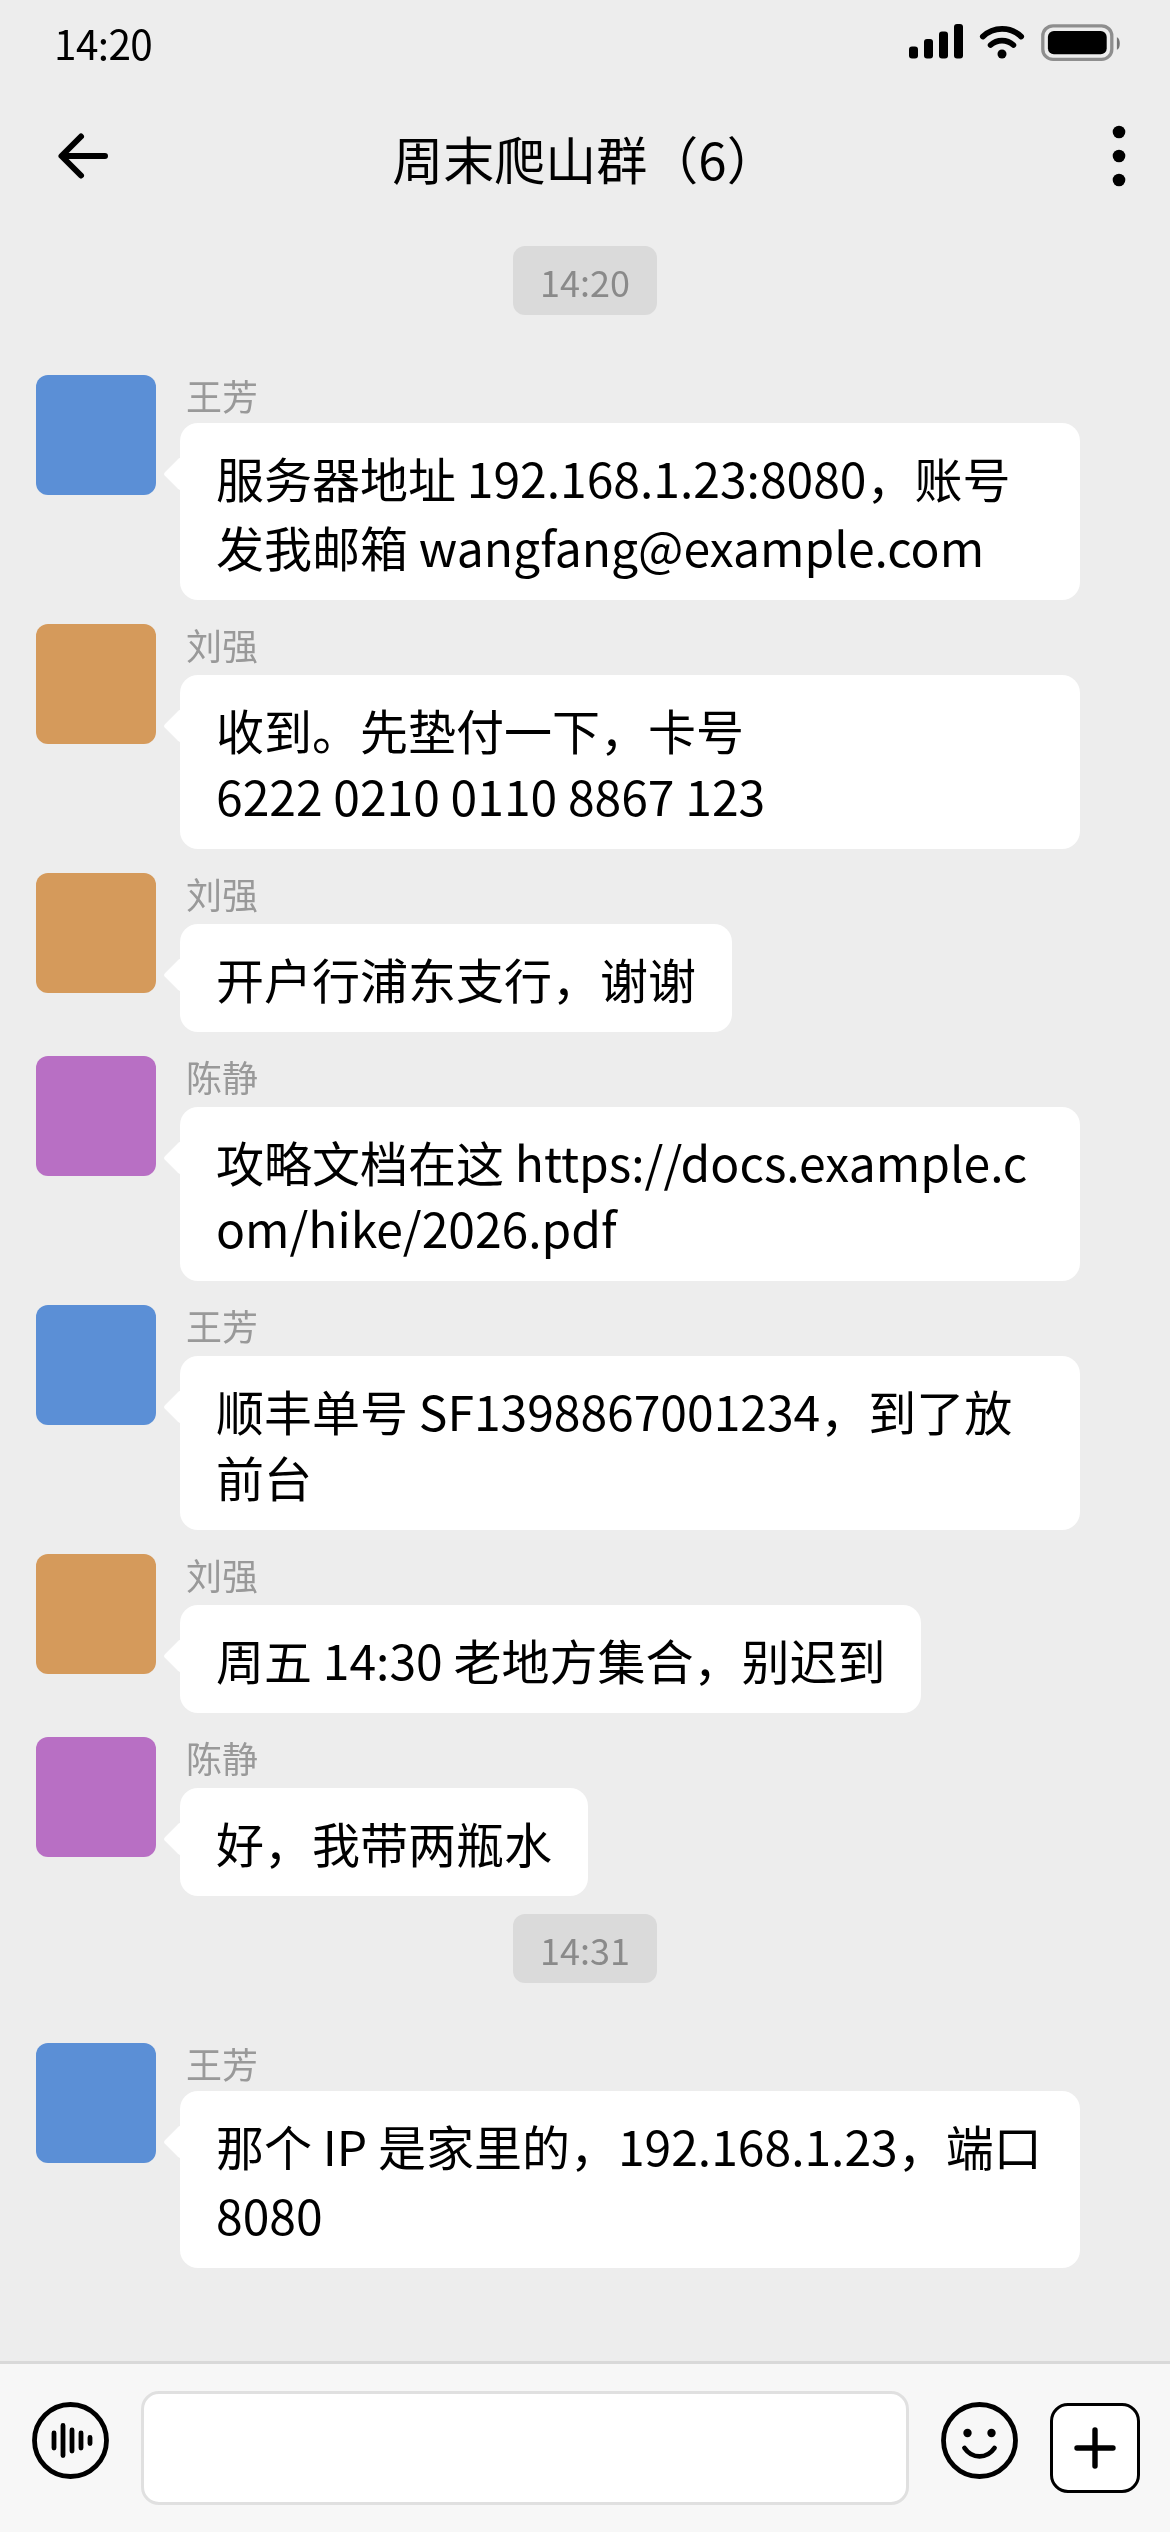 14:20
周末爬山群（6）
14:20
王芳
服务器地址 192.168.1.23:8080，账号
发我邮箱 wangfang@example.com
刘强
收到。先垫付一下，卡号
6222 0210 0110 8867 123
刘强
开户行浦东支行，谢谢
陈静
攻略文档在这 https://docs.example.c
om/hike/2026.pdf
王芳
顺丰单号 SF1398867001234，到了放
前台
刘强
周五 14:30 老地方集合，别迟到
陈静
好，我带两瓶水
14:31
王芳
那个 IP 是家里的，192.168.1.23，端口
8080